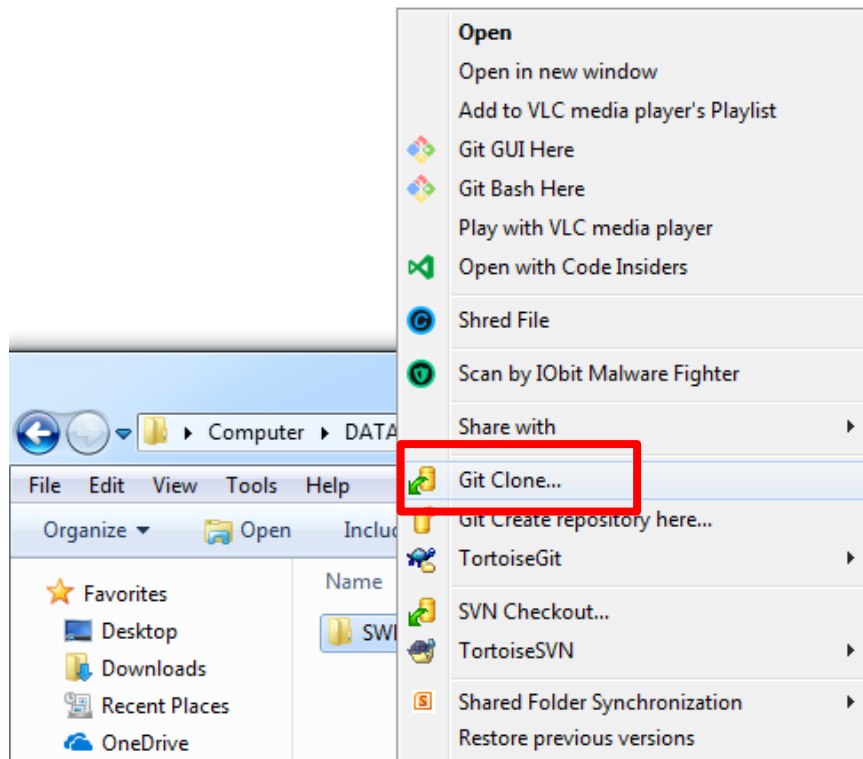 Open
Open in new window
Add to VLC media player's Playlist
Git GUI Here
Git Bash Here
Play with VLC media player
Open with Code Insiders
Shred File
Scan by IObit Malware Fighter
Share with
Git Clone...
Git Create repository here...
TortoiseGit
SVN Checkout...
TortoiseSVN
Shared Folder Synchronization
Restore previous versions
Computer DATA
File Edit View Tools Help
Organize Open
Name
Favorites
Desktop
Downloads
Recent Places
OneDrive